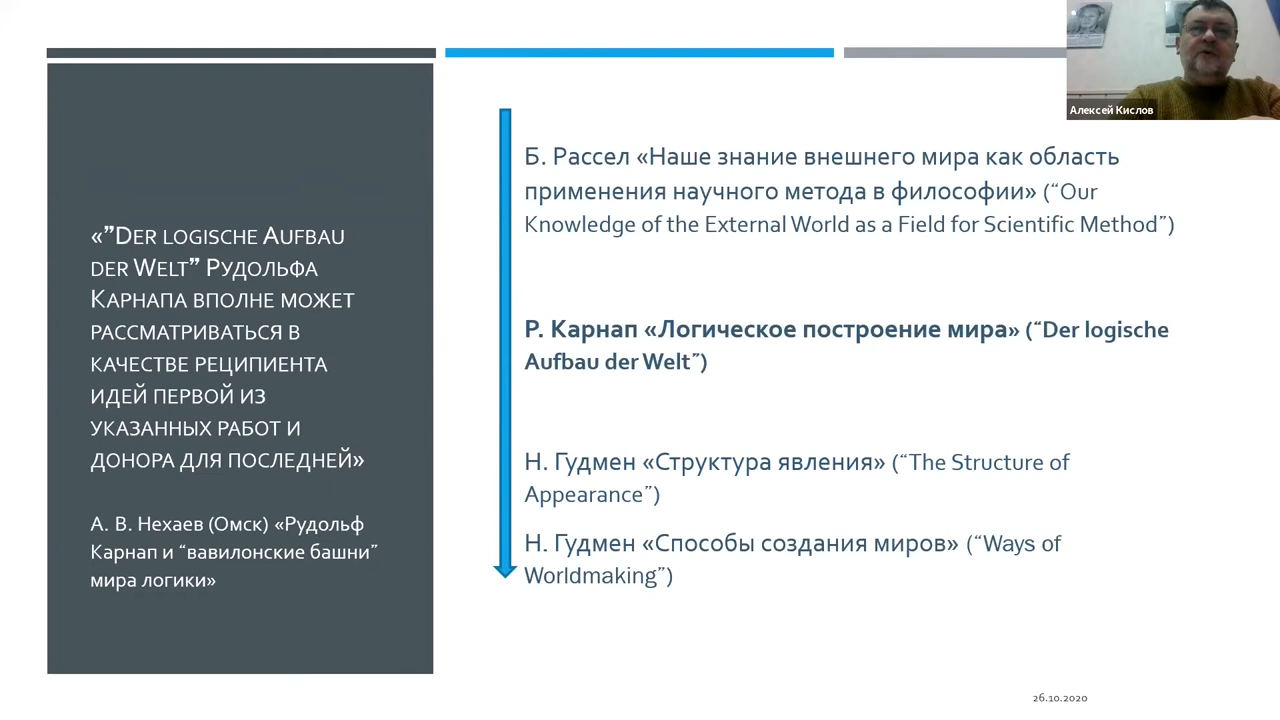 Алексей Кислов
«”Der logische Aufbau
der Welt” Рудольфа
Карнапа вполне может
рассматриваться в
качестве реципиента
идей первой из
указанных работ и
донора для последней»
А. В. Нехаев (Омск) «Рудольф
Карнап и “вавилонские башни”
мира логики»
Б. Рассел «Наше знание внешнего мира как область
применения научного метода в философии» (“Our
Knowledge of the External World as a Field for Scientific Method”)
Р. Карнап «Логическое построение мира» (“Der logische
Aufbau der Welt”)
Н. Гудмен «Структура явления» (“The Structure of
Appearance”)
Н. Гудмен «Способы создания миров» (“Ways of
Worldmaking”)
26.10.2020